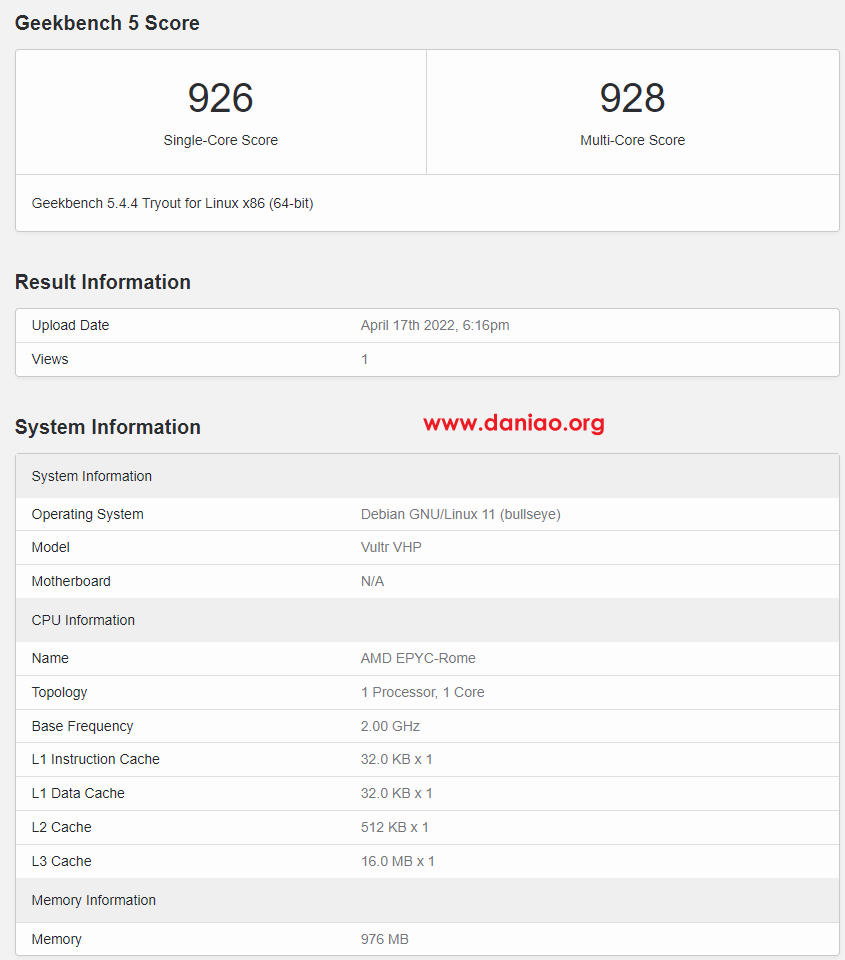 Geekbench 5 Score
926 928
Single-Core Score Multi-Core Score
Geekbench 5.4.4 Tryout for Linux x86 (64-bit)
Result Information
Upload Date April 17th 2022, 6:16pm
Views 1
System Information www.daniao.org
System Information
Operating System Debian GNU/Linux 11 (bullseye)
Model Vultr VHP
Motherboard N/A
CPU Information
Name AMD EPYC-Rome
Topology 1 Processor, 1 Core
Base Frequency 2.00 GHz
L1 Instruction Cache 32.0 KB x 1
L1 Data Cache 32.0 KB x 1
L2 Cache 512 KB x 1
L3 Cache 16.0 MB x 1
Memory Information
Memory 976 MB